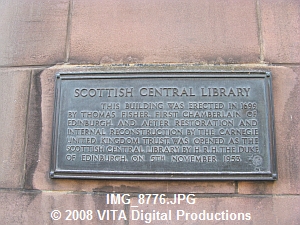 SCOTTISH CENTRAL LIBRARY
THIS BUILDING WAS ERECTED IN 1696
BY THOMAS FISHER, FIRST CHAMBERLAIN OF
EDINBURGH, AND AFTER RESTORATION AND
INTERNAL RECONSTRUCTION BY THE CARNEGIE
UNITED KINGDOM TRUST, WAS OPENED AS THE
SCOTTISH CENTRAL LIBRARY BY H.R.H. THE DUKE
OF EDINBURGH, ON 5TH NOVEMBER, 1953.
IMG_8776.JPG
© 2008 VITA Digital Productions